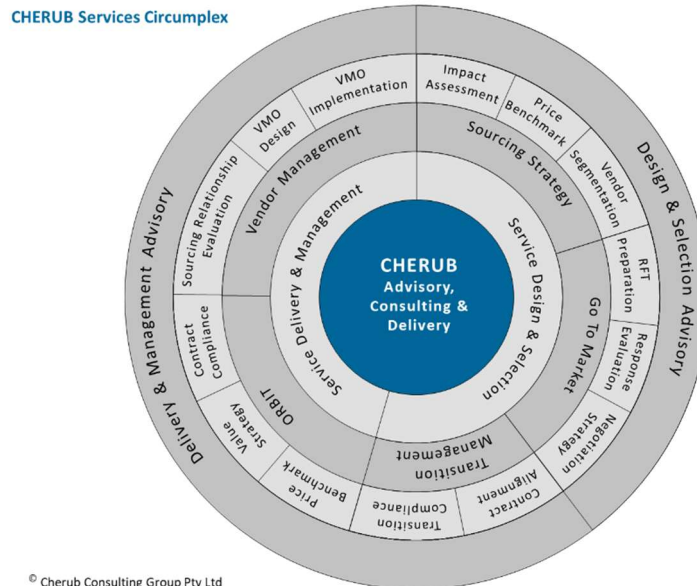 CHERUB Services Circumplex
CHERUB
Advisory,
Consulting &
Delivery
Service Design & Selection
Service Delivery & Management
Sourcing Strategy
Go To Market
Transition
Management
ORBIT
Vendor Management
Impact
Assessment
Price
Benchmark
Vendor
Segmentation
RFT
Preparation
Response
Evaluation
Negotiation
Strategy
Contract
Alignment
Transition
Compliance
Price
Benchmark
Value
Strategy
Contract
Compliance
Sourcing Relationship
Evaluation
VMO
Design
VMO
Implementation
Design & Selection Advisory
Delivery & Management Advisory
© Cherub Consulting Group Pty Ltd